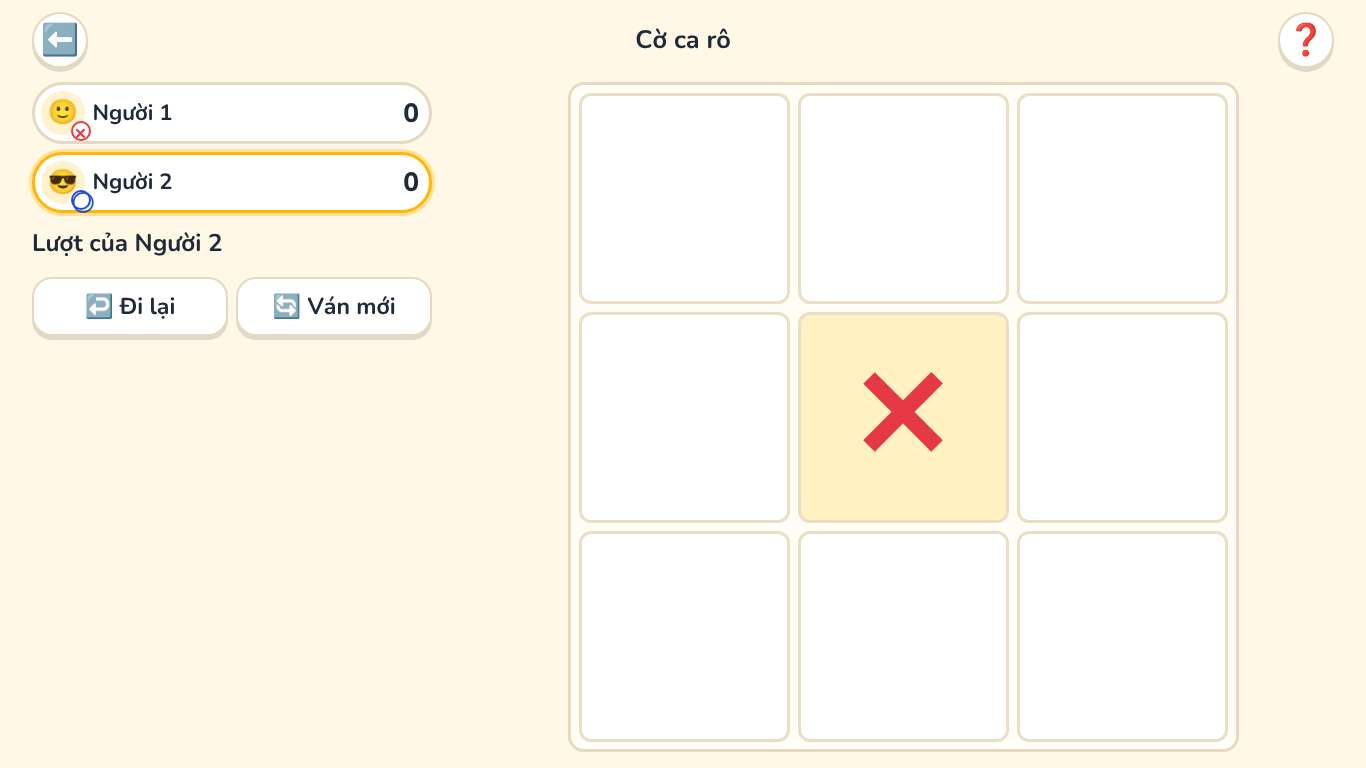 Cờ ca rô
Người 1
0
Người 2
0
Lượt của Người 2
Đi lại
Ván mới